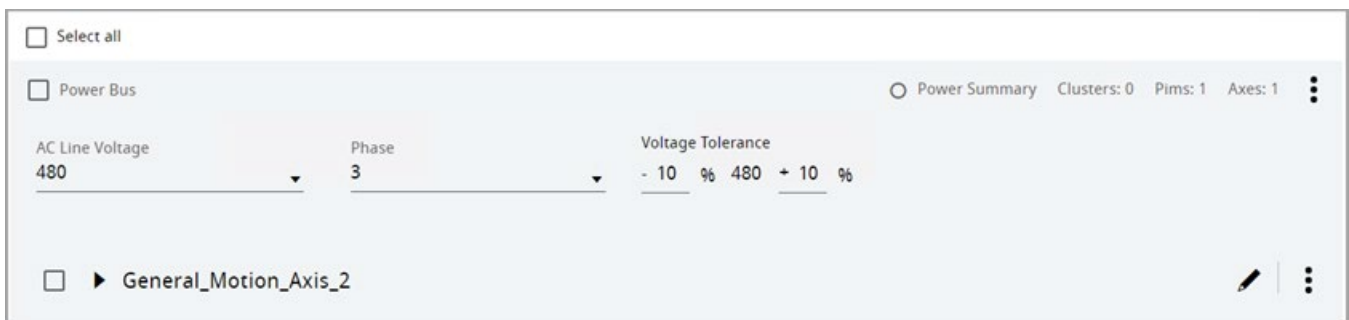 Select all
Power Bus
Power Summary Clusters: 0 Pims: 1 Axes: 1
AC Line Voltage
480
Phase
3
Voltage Tolerance
- 10 % 480 + 10 %
General_Motion_Axis_2